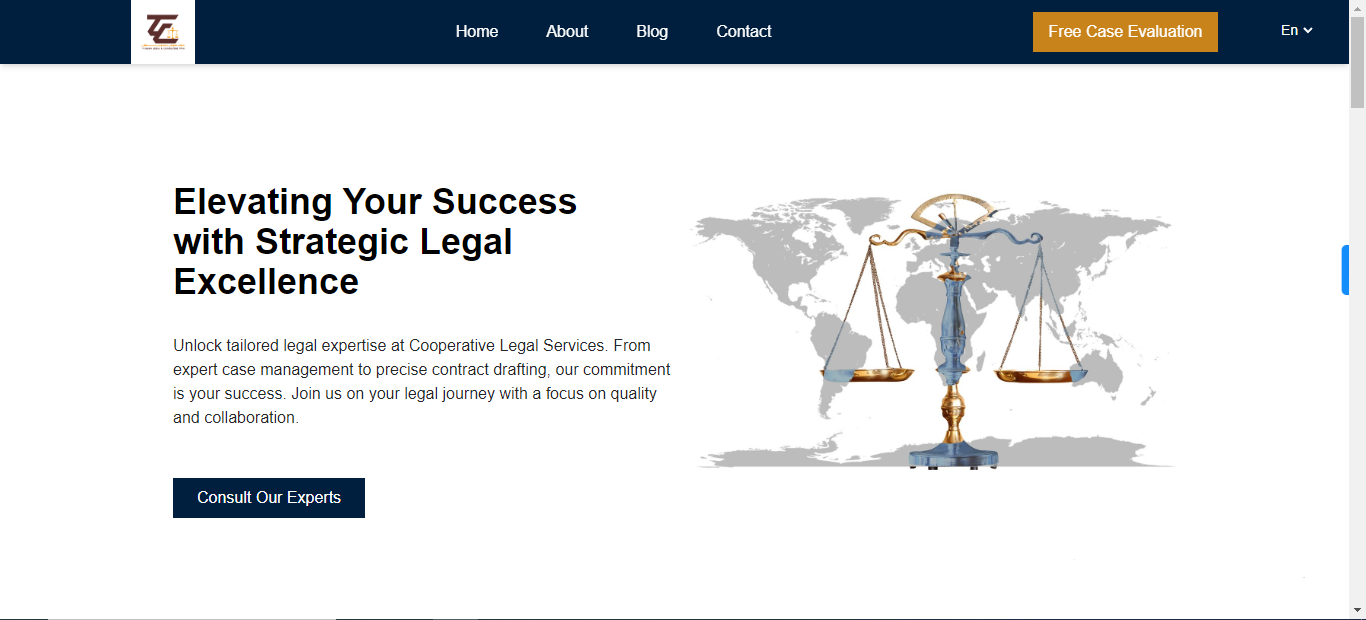 Home
About
Blog
Contact
Free Case Evaluation
En
Elevating Your Success
with Strategic Legal
Excellence
Unlock tailored legal expertise at Cooperative Legal Services. From
expert case management to precise contract drafting, our commitment
is your success. Join us on your legal journey with a focus on quality
and collaboration.
Consult Our Experts